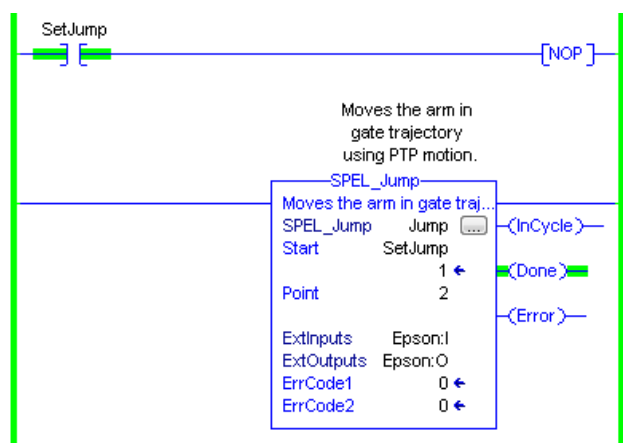 SetJump
NOP
Moves the arm in
gate trajectory
using PTP motion.
SPEL_Jump
Moves the arm in gate traj...
SPEL_Jump Jump ... InCycle
Start SetJump
1 Done
Point 2
Error
ExtInputs Epson:I
ExtOutputs Epson:O
ErrCode1 0
ErrCode2 0